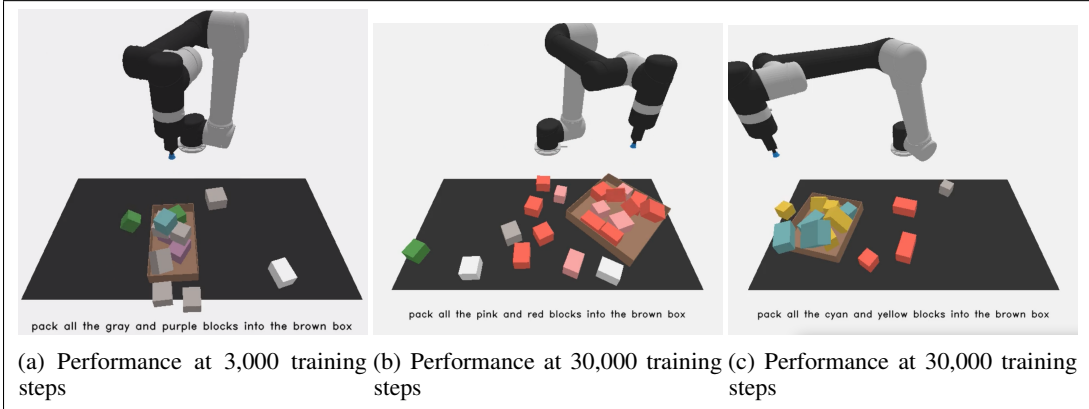 pack all the gray and purple blocks into the brown box
pack all the pink and red blocks into the brown box
pack all the cyan and yellow blocks into the brown box
(a) Performance at 3,000 training
steps
(b) Performance at 30,000 training
steps
(c) Performance at 30,000 training
steps